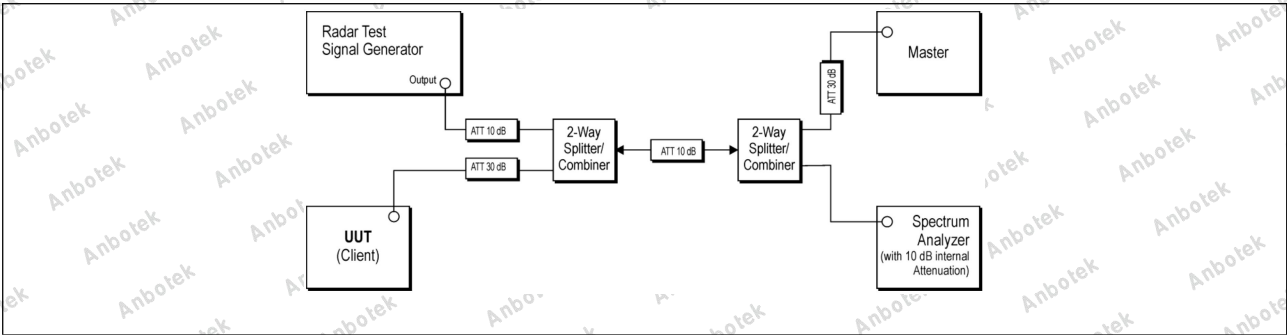 Radar Test
Signal Generator
Output
ATT 10 dB
ATT 30 dB
2-Way
Splitter/
Combiner
ATT 10 dB
2-Way
Splitter/
Combiner
ATT 30 dB
Master
UUT
(Client)
Spectrum
Analyzer
(with 10 dB internal
Attenuation)
Anbotek